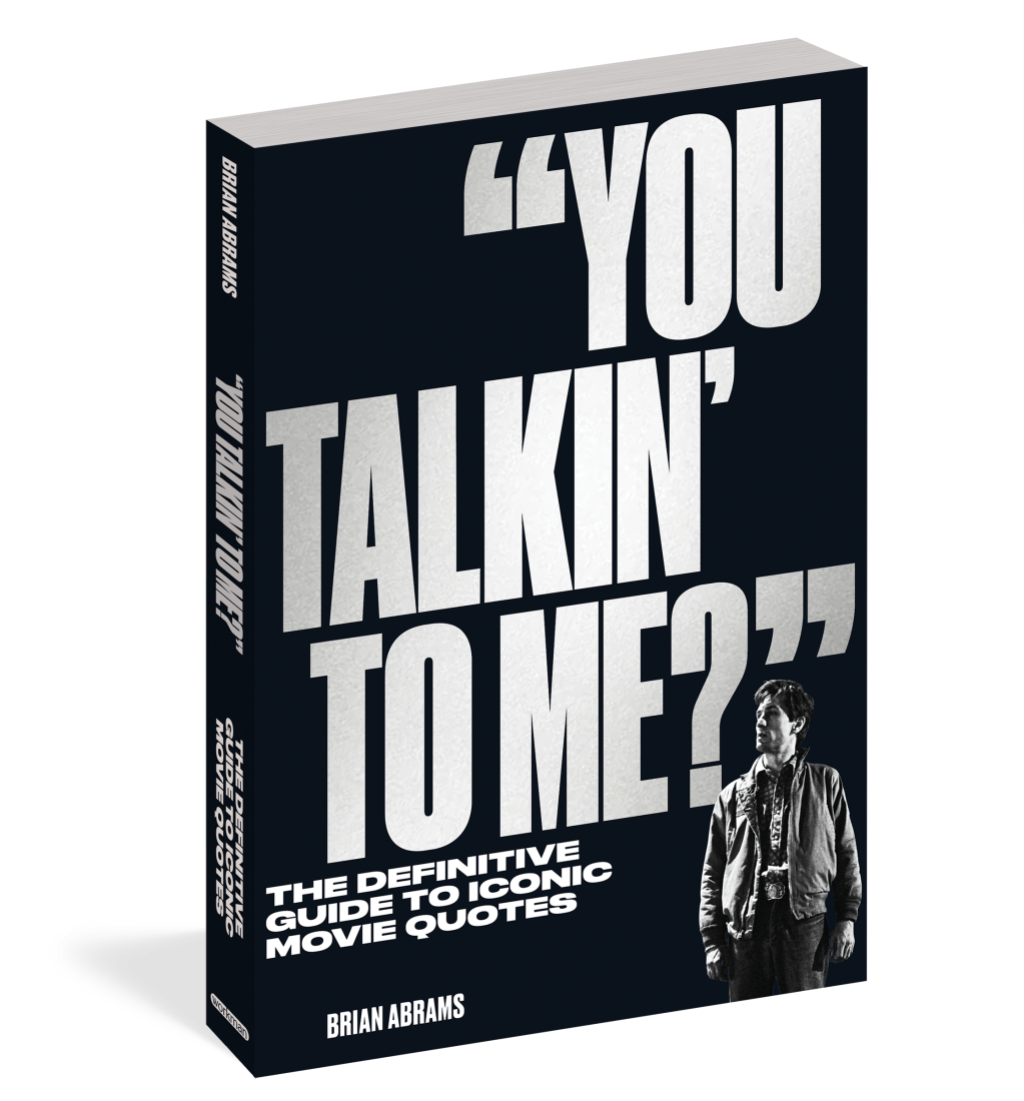 “YOU
TALKIN’
TO ME?”
THE DEFINITIVE
GUIDE TO ICONIC
MOVIE QUOTES
BRIAN ABRAMS
BRIAN ABRAMS
“YOU TALKIN’ TO ME?”
THE DEFINITIVE
GUIDE TO ICONIC
MOVIE QUOTES
workman